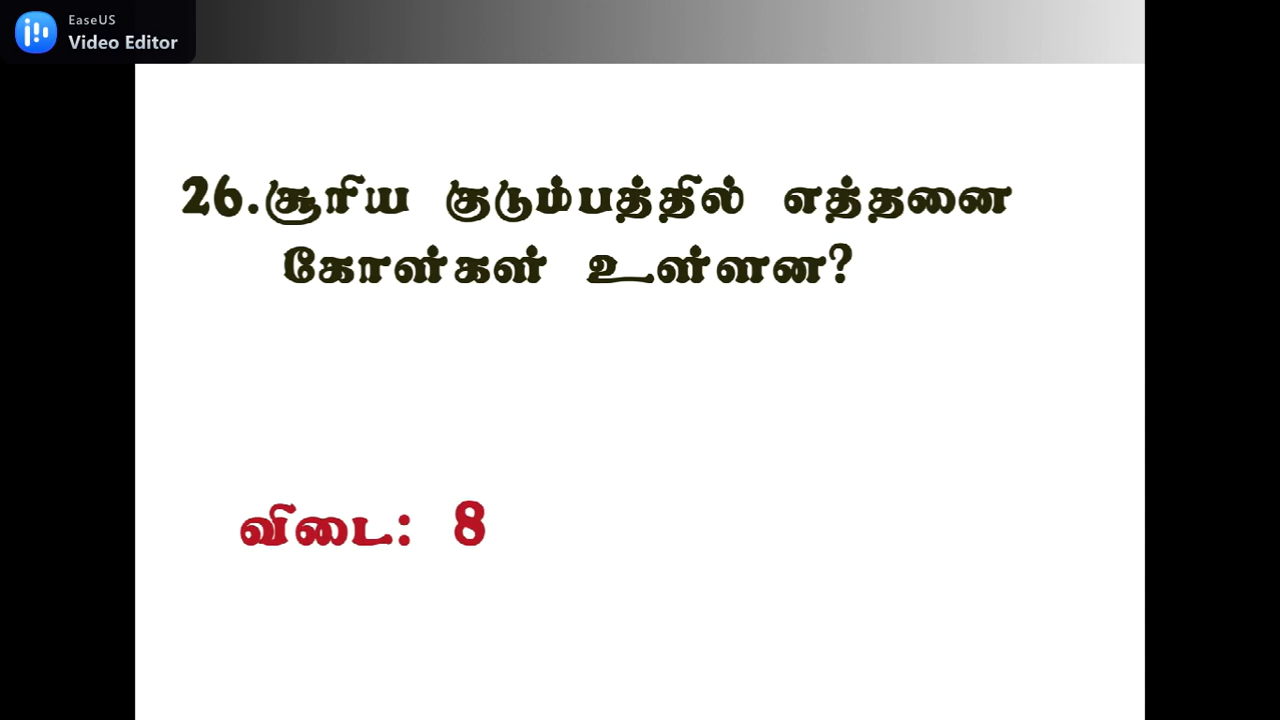 EaseUS
Video Editor
26.சூரிய குடும்பத்தில் எத்தனை
கோள்கள் உள்ளன?
விடை: 8